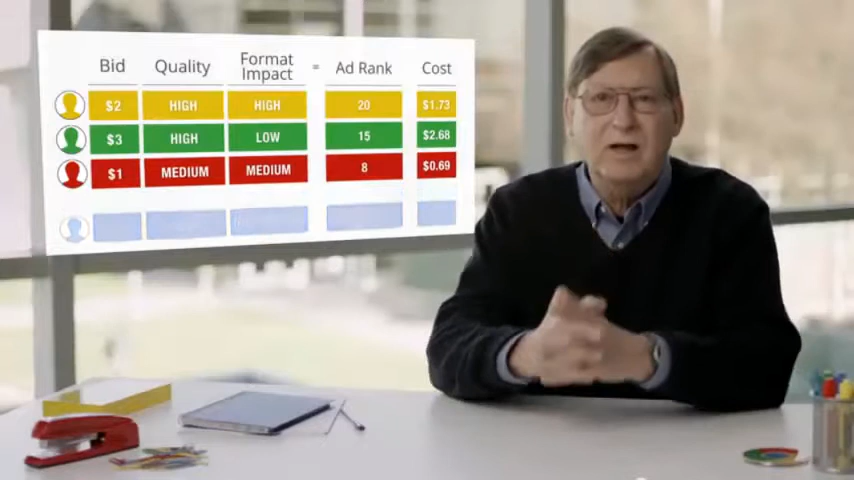 Bid Quality Format Impact = Ad Rank Cost
$2 HIGH HIGH 20 $1.73
$3 HIGH LOW 15 $2.68
$1 MEDIUM MEDIUM 8 $0.69